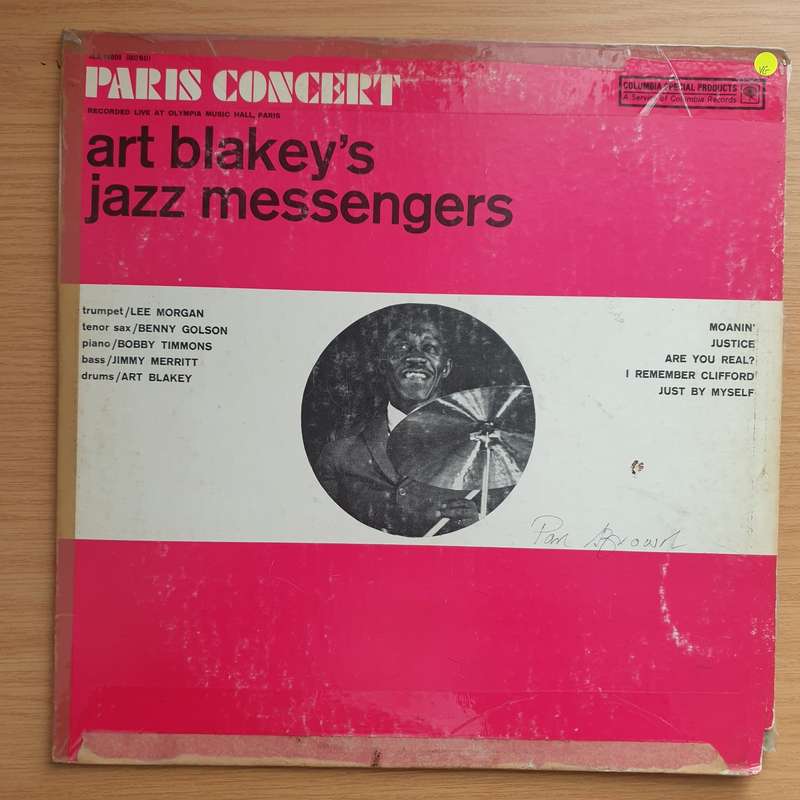 (MONO)
PARIS CONCERT
RECORDED LIVE AT OLYMPIA MUSIC HALL, PARIS
COLUMBIA SPECIAL PRODUCTS
A Service of Columbia Records
art blakey's
jazz messengers
trumpet/LEE MORGAN
tenor sax/BENNY GOLSON
piano/BOBBY TIMMONS
bass/JIMMY MERRITT
drums/ART BLAKEY
MOANIN'
JUSTICE
ARE YOU REAL?
I REMEMBER CLIFFORD
JUST BY MYSELF